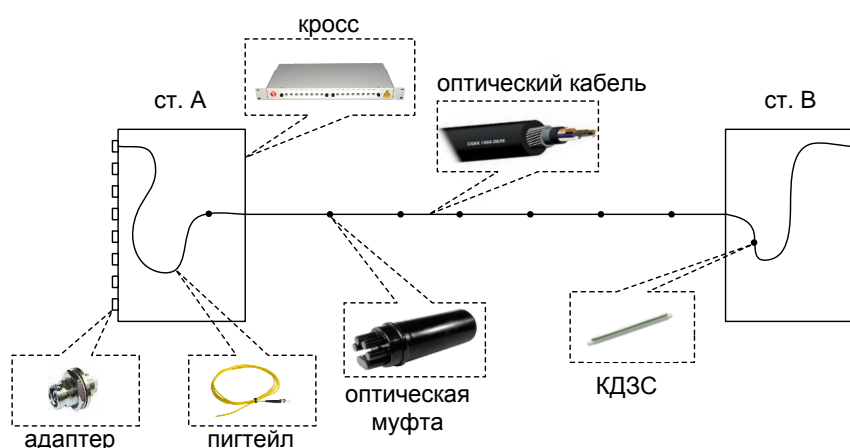 кросс
ст. А
оптический кабель
ст. В
оптическая
муфта
КДЗС
адаптер
пигтейл